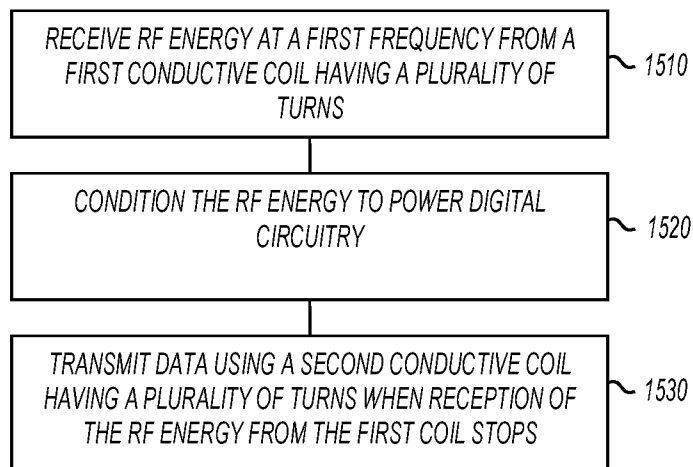 RECEIVE RF ENERGY AT A FIRST FREQUENCY FROM A
FIRST CONDUCTIVE COIL HAVING A PLURALITY OF
TURNS
1510
CONDITION THE RF ENERGY TO POWER DIGITAL
CIRCUITRY
1520
TRANSMIT DATA USING A SECOND CONDUCTIVE COIL
HAVING A PLURALITY OF TURNS WHEN RECEPTION OF
THE RF ENERGY FROM THE FIRST COIL STOPS
1530